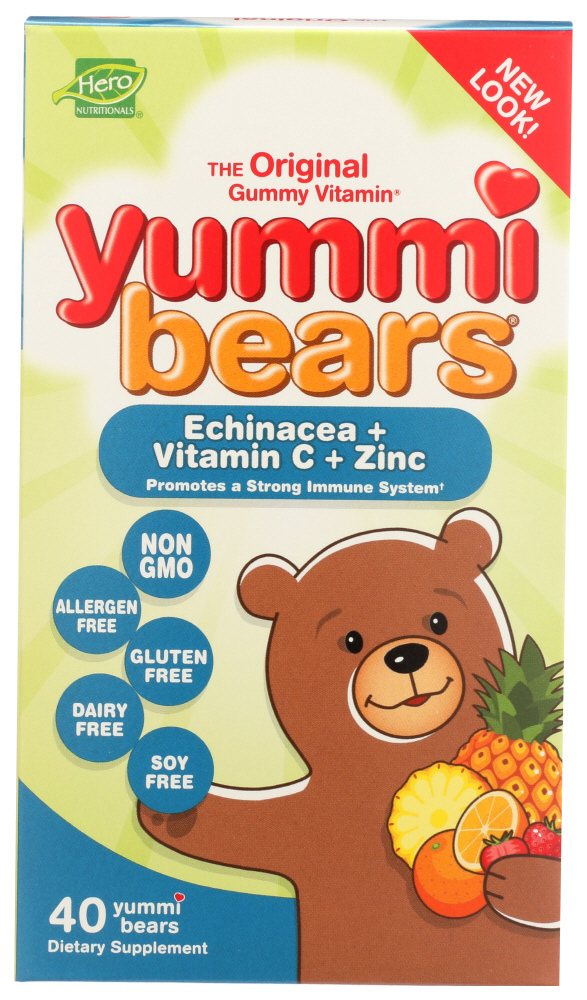 Hero
NUTRITIONALS
NEW
LOOK!
THE Original
Gummy Vitamin®
yummi
bears®
Echinacea +
Vitamin C + Zinc
Promotes a Strong Immune System†
NON
GMO
ALLERGEN
FREE
GLUTEN
FREE
DAIRY
FREE
SOY
FREE
40 yummi
bears
Dietary Supplement